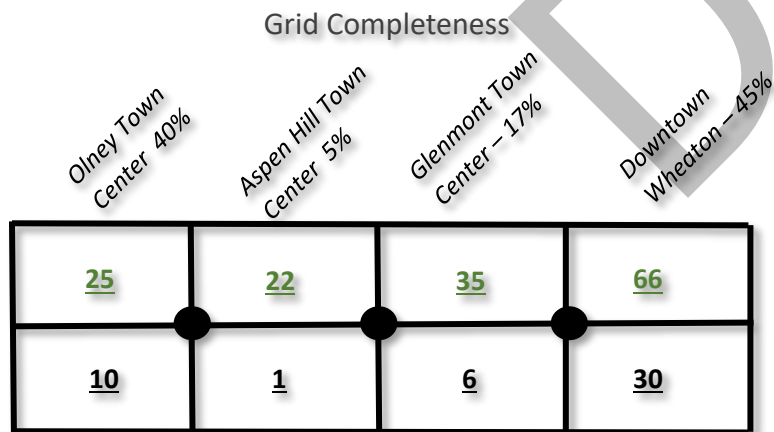 Grid Completeness
Olney Town
Center 40%
Aspen Hill Town
Center 5%
Glenmont Town
Center – 17%
Downtown
Wheaton – 45%
25 22 35 66
10 1 6 30